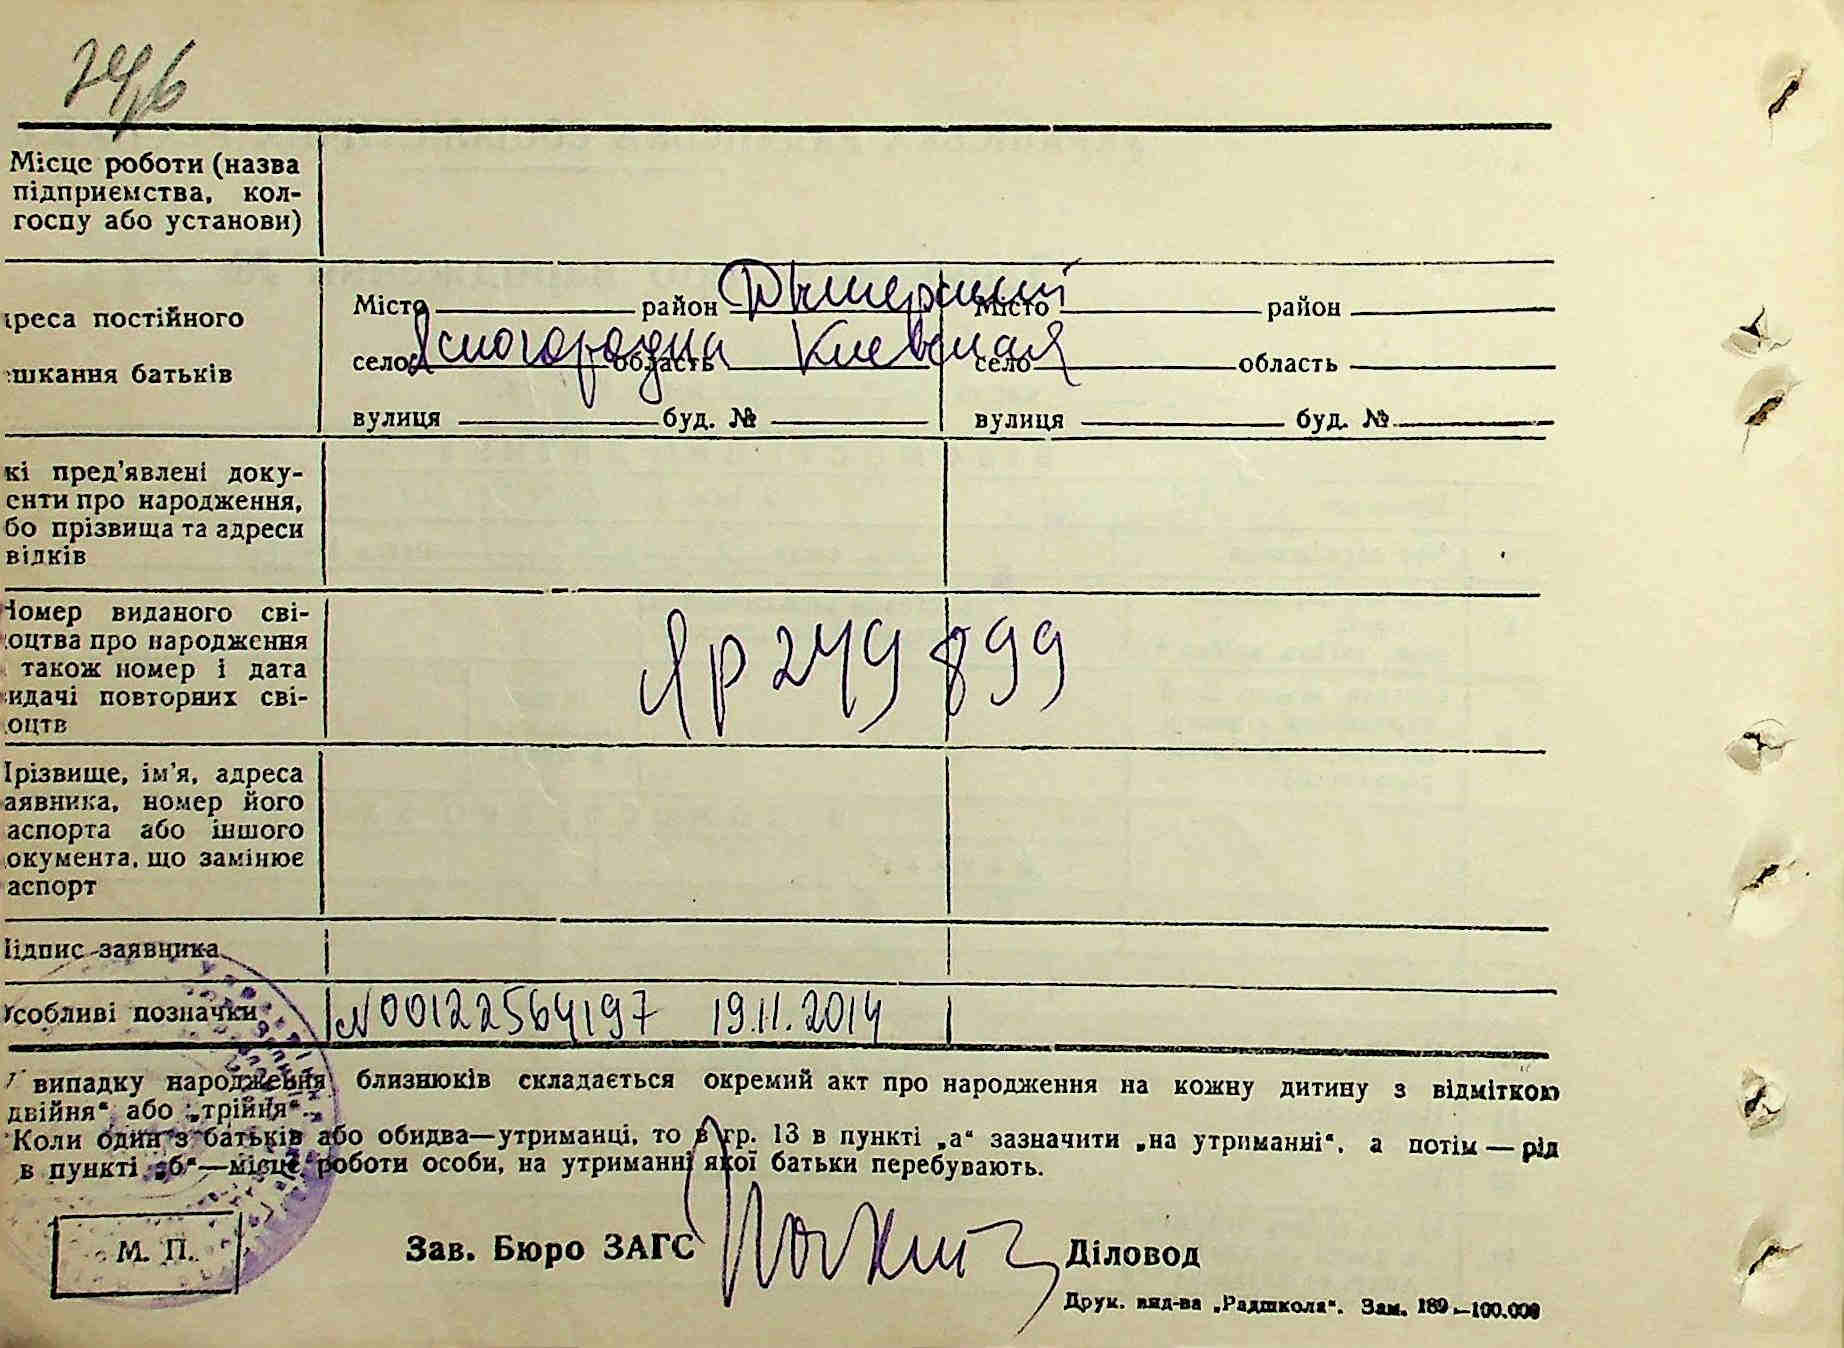 Місце роботи (назва
підприємства, кол-
госпу або установи)
реса постійного
шкання батьків
Місто район Дымерский Місто район
село Ясногородка область Киевская село область
вулиця буд. № вулиця буд. №
кі пред'явлені доку-
енти про народження,
бо прізвища та адреси
відків
Номер виданого сві-
оцтва про народження
також номер і дата
идачі повторних сві-
оцтв
ЯР 249899
Прізвище, ім'я, адреса
аявника, номер його
аспорта або іншого
окумента, що замінює
аспорт
Підпис заявника
Особливі позначки N00122564197 19.11.2014
випадку народження близнюків складається окремий акт про народження на кожну дитину з відміткою
двійня“ або „трійня“.
Коли один з батьків або обидва—утриманці, то в гр. 13 в пункті „а“ зазначити „на утриманні“, а потім — рід
в пункті „б“—місце роботи особи, на утриманні якої батьки перебувають.
М. П.
Зав. Бюро ЗАГС
Діловод
Друк. вид-ва „Радшкола“. Зам. 189—100.000